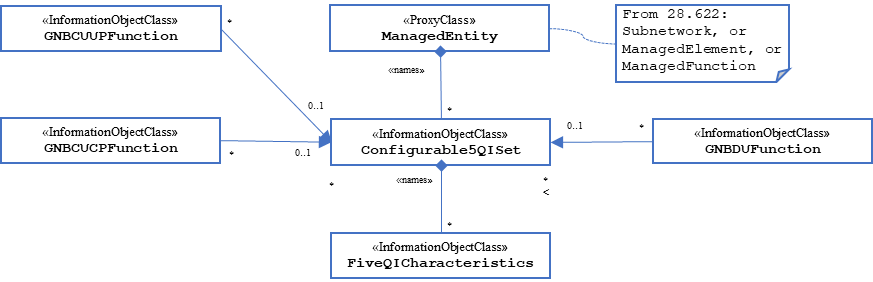 «InformationObjectClass»
GNBCUUPFunction
*
«ProxyClass»
ManagedEntity
From 28.622:
Subnetwork, or
ManagedElement, or
ManagedFunction
«names»
0..1
*
«InformationObjectClass»
GNBCUCPFunction
*
0..1
«InformationObjectClass»
Configurable5QISet
0..1
*
«InformationObjectClass»
GNBDUFunction
«names»
*
*
<
*
«InformationObjectClass»
FiveQICharacteristics